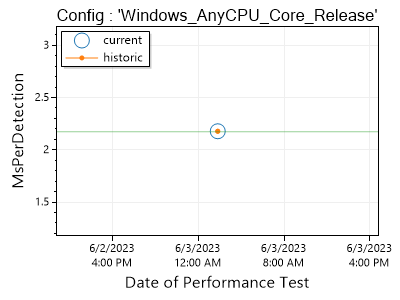 Config : 'Windows_AnyCPU_Core_Release'
current
historic
MsPerDetection
3
2.5
2
1.5
6/2/2023 6/3/2023 6/3/2023 6/3/2023
4:00 PM 12:00 AM 8:00 AM 4:00 PM
Date of Performance Test